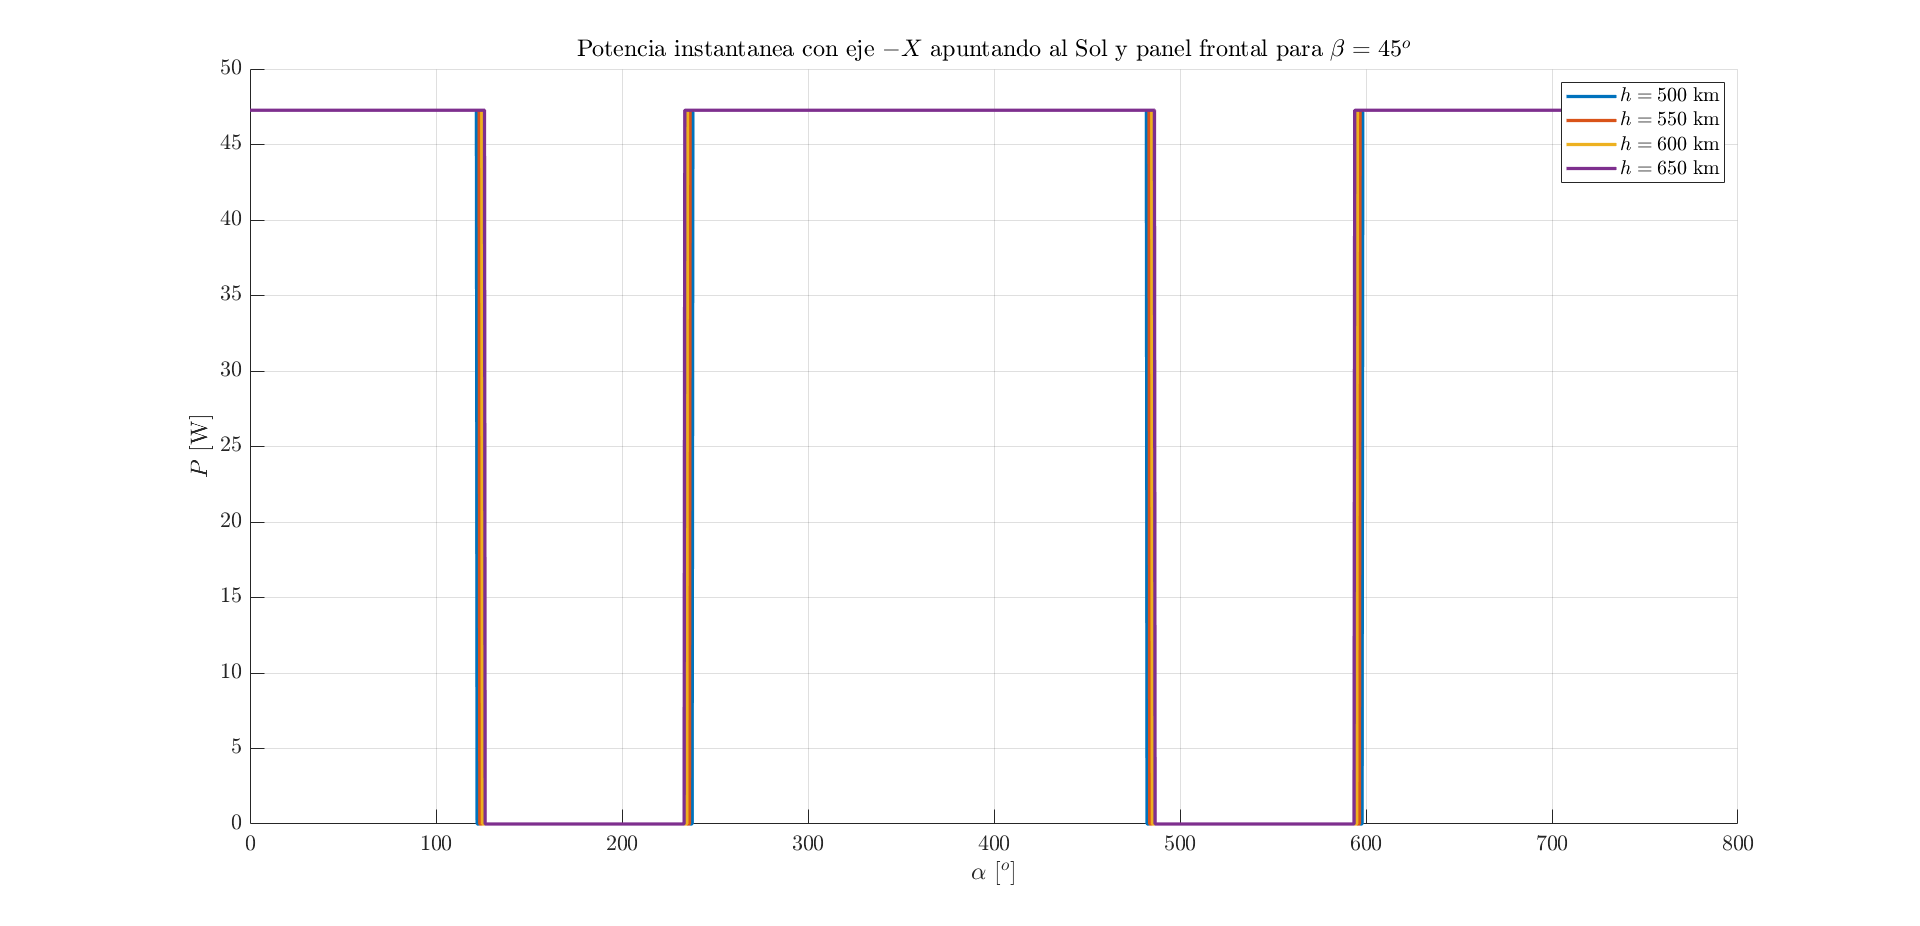 Potencia instantanea con eje −X apuntando al Sol y panel frontal para β = 45º
50
45
40
35
30
25
20
15
10
5
0
P [W]
h = 500 km
h = 550 km
h = 600 km
h = 650 km
0 100 200 300 400 500 600 700 800
α [º]